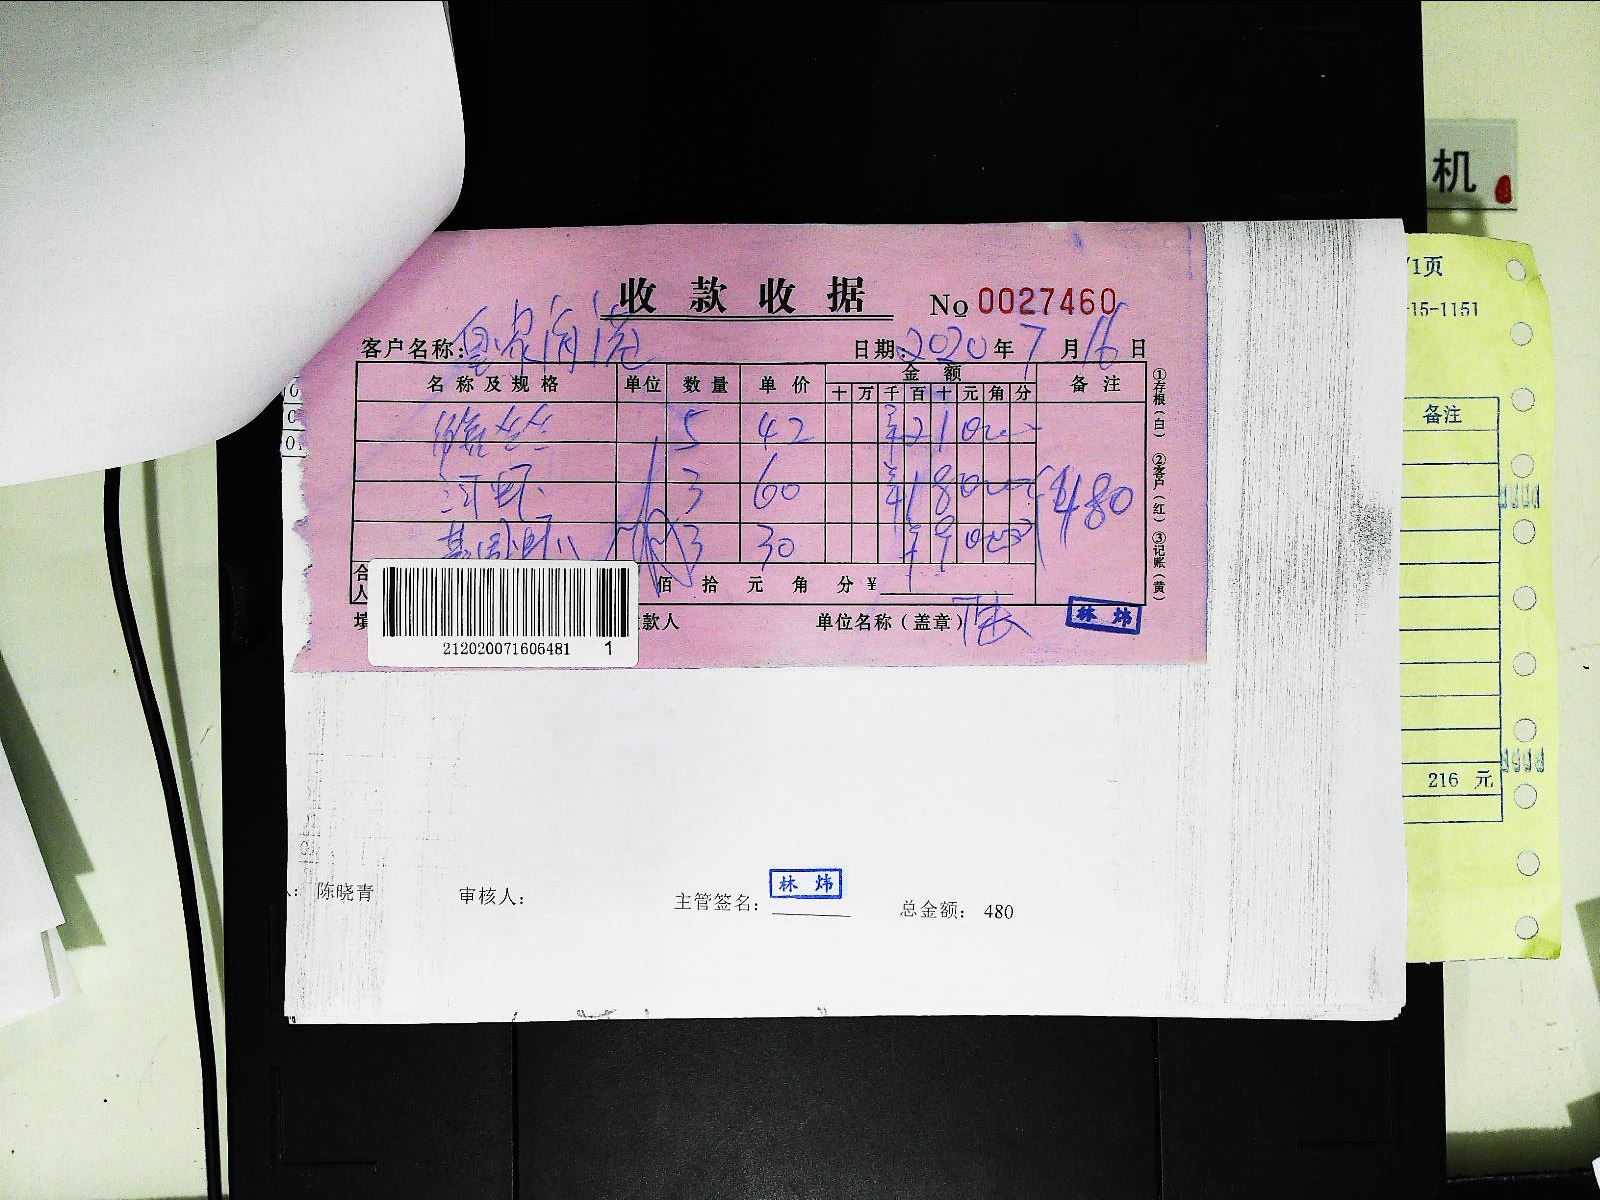 机
收款收据
No 0027460
客户名称:
日期: 2020 年 7 月 16 日
名称及规格 单位 数量 单价 金额 备注
十 万 千 百 十 元 角 分
5 42 ¥210
3 60 ¥180
3 30 ¥90
¥480
合
人 佰 拾 元 角 分 ¥
填 款人 单位名称(盖章) 林炜
①存根(白) ②客户(红) ③记账(黄)
212020071606481 1
陈晓青 审核人: 主管签名: 林炜 总金额: 480
/1页
-15-1151
备注
216 元